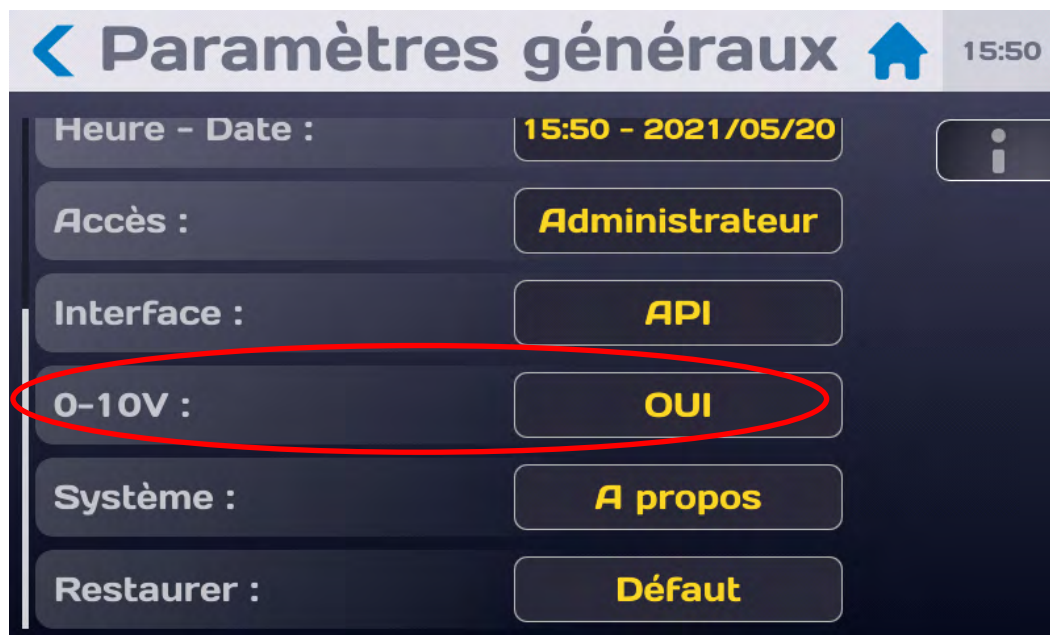 Paramètres généraux 15:50
Heure - Date : 15:50 - 2021/05/20
Accès : Administrateur
Interface : API
0-10V : OUI
Système : A propos
Restaurer : Défaut